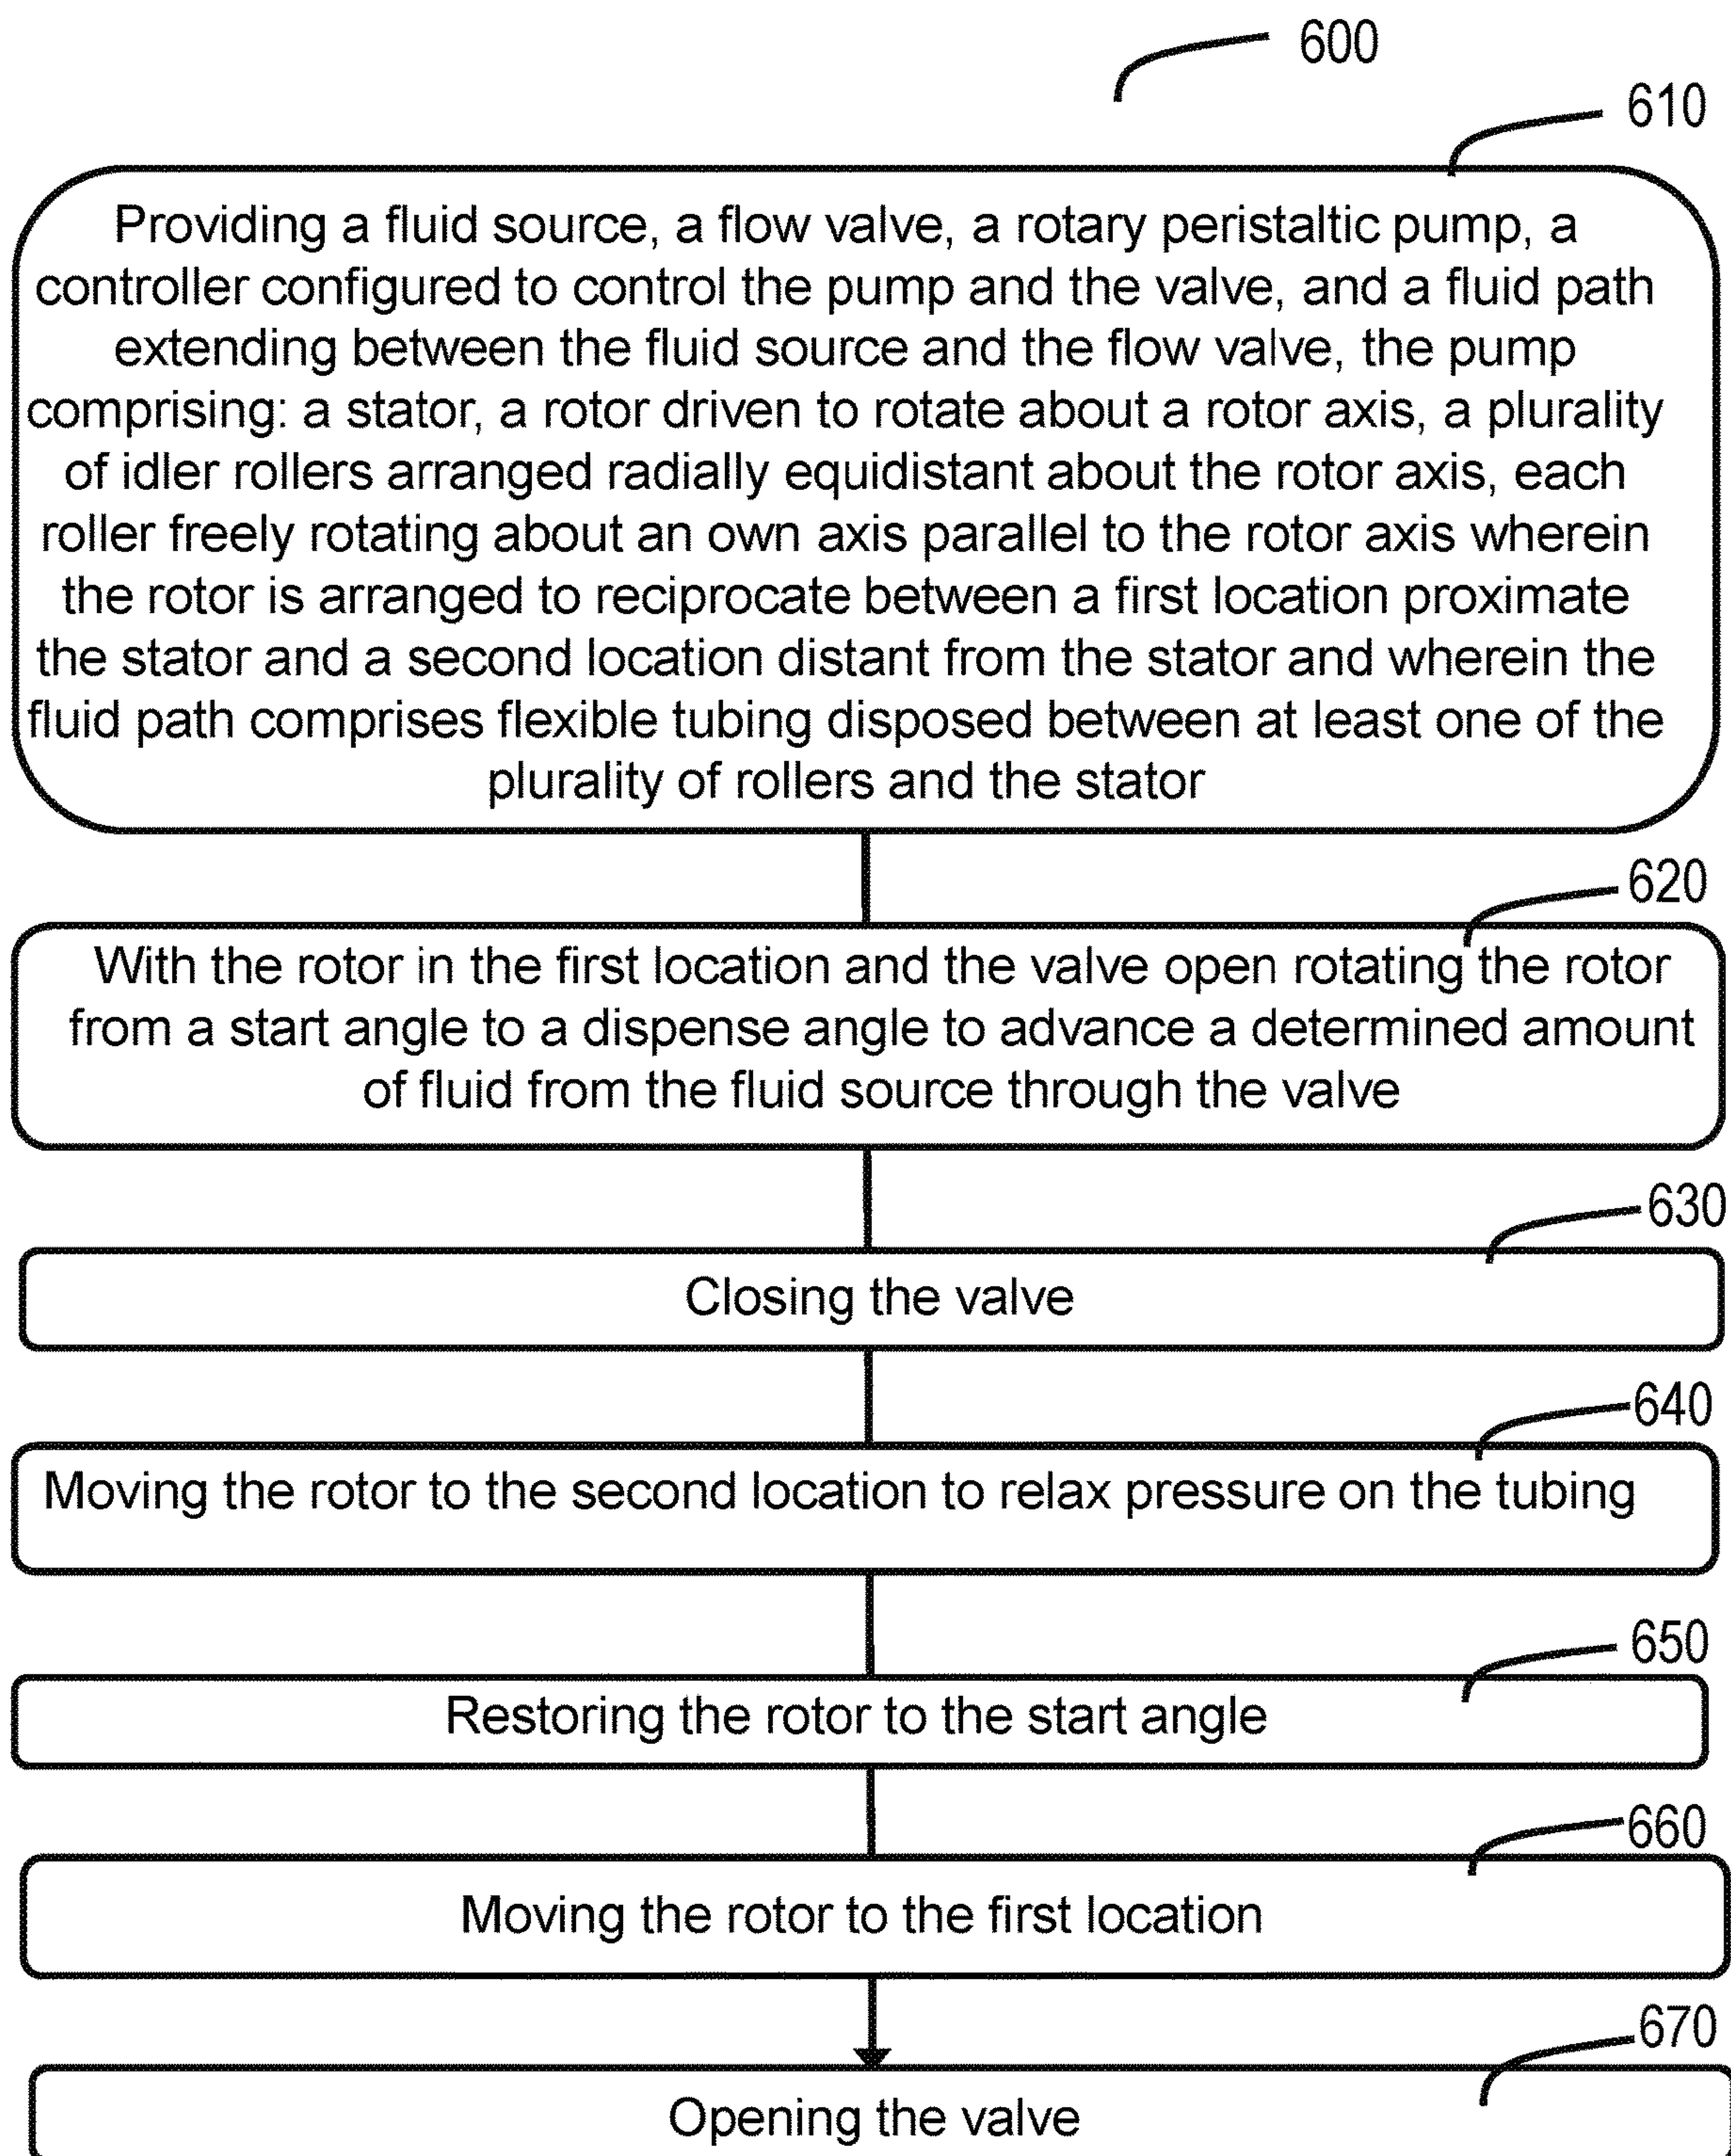 600
610
Providing a fluid source, a flow valve, a rotary peristaltic pump, a
controller configured to control the pump and the valve, and a fluid path
extending between the fluid source and the flow valve, the pump
comprising: a stator, a rotor driven to rotate about a rotor axis, a plurality
of idler rollers arranged radially equidistant about the rotor axis, each
roller freely rotating about an own axis parallel to the rotor axis wherein
the rotor is arranged to reciprocate between a first location proximate
the stator and a second location distant from the stator and wherein the
fluid path comprises flexible tubing disposed between at least one of the
plurality of rollers and the stator
620
With the rotor in the first location and the valve open rotating the rotor
from a start angle to a dispense angle to advance a determined amount
of fluid from the fluid source through the valve
630
Closing the valve
640
Moving the rotor to the second location to relax pressure on the tubing
650
Restoring the rotor to the start angle
660
Moving the rotor to the first location
670
Opening the valve